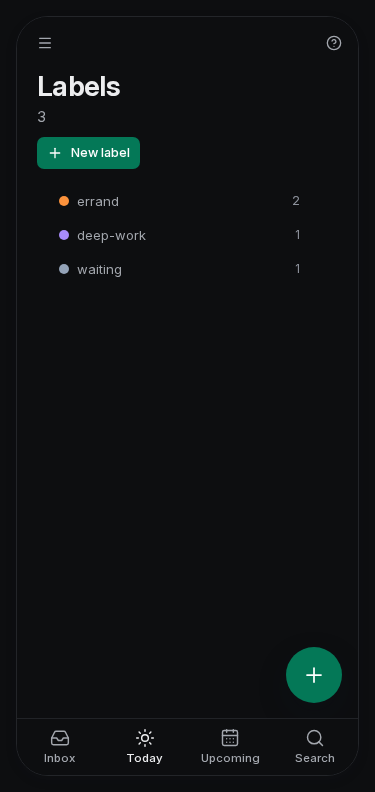 Labels
3
New label
errand 2
deep-work 1
waiting 1
Inbox Today Upcoming Search